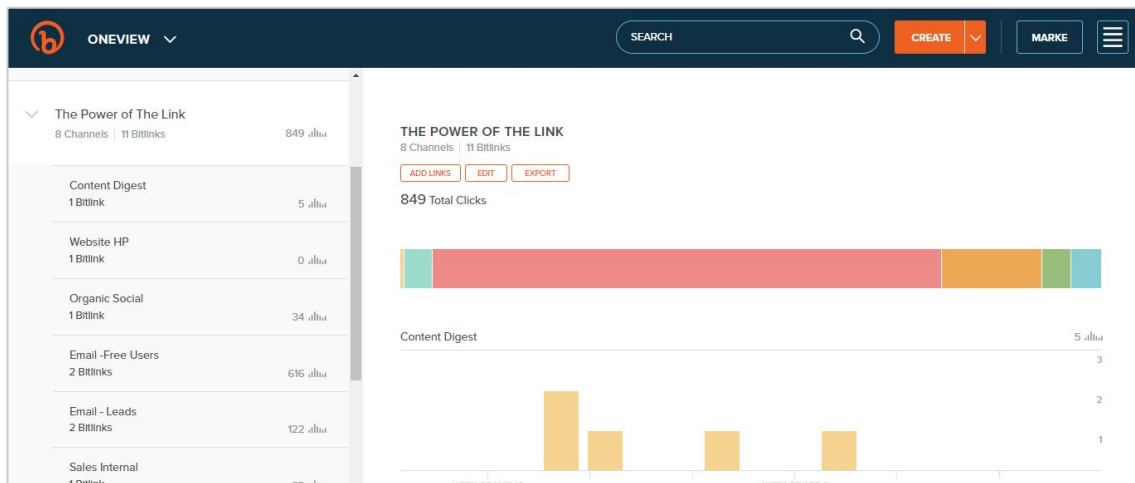 ONEVIEW
SEARCH
CREATE
MARKE
The Power of The Link
8 Channels | 11 Bitlinks
849
Content Digest
1 Bitlink
5
Website HP
1 Bitlink
0
Organic Social
1 Bitlink
34
Email -Free Users
2 Bitlinks
616
Email - Leads
2 Bitlinks
122
Sales Internal
THE POWER OF THE LINK
8 Channels | 11 Bitlinks
ADD LINKS EDIT EXPORT
849 Total Clicks
Content Digest
5
3
2
1